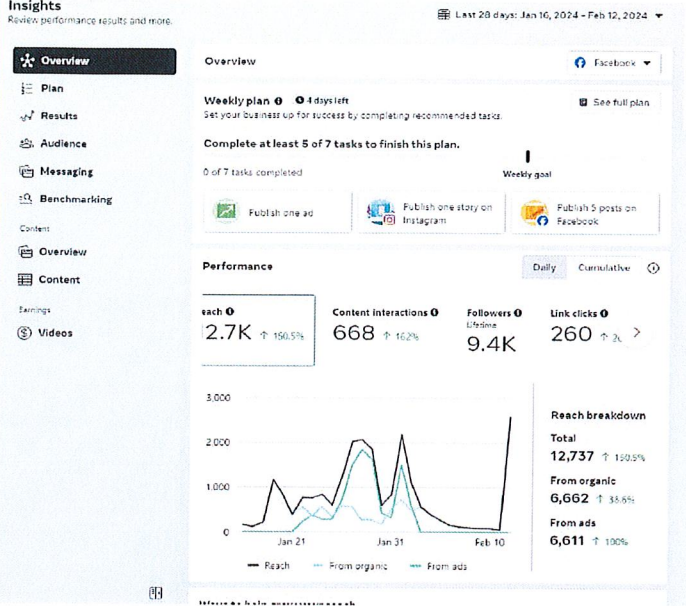 Insights
Review performance results and more.
Last 28 days: Jan 16, 2024 - Feb 12, 2024
Overview
Plan
Results
Audience
Messaging
Benchmarking
Content
Overview
Content
Earnings
Videos
Overview
Facebook
Weekly plan
4 days left
See full plan
Set your business up for success by completing recommended tasks.
Complete at least 5 of 7 tasks to finish this plan.
0 of 7 tasks completed
Weekly goal
Publish one ad
Publish one story on
Instagram
Publish 5 posts on
Facebook
Performance
Daily
Cumulative
each
2.7K ↑ 150.5%
Content interactions
668 ↑ 162%
Followers
Lifetime
9.4K
Link clicks
260 ↑
3,000
2,000
1,000
0
Jan 21
Jan 31
Feb 10
Reach
From organic
From ads
Reach breakdown
Total
12,737 ↑ 150.5%
From organic
6,662 ↑ 38.6%
From ads
6,611 ↑ 100%